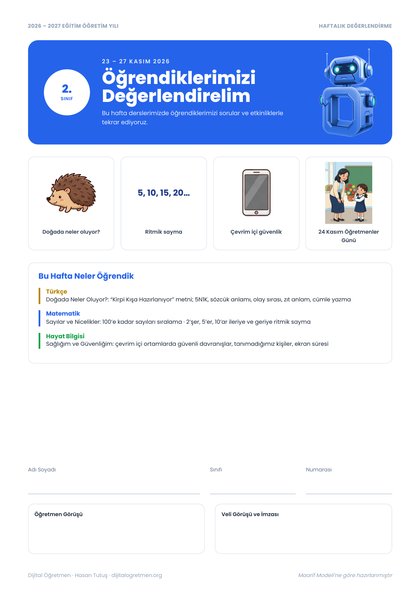 2026 – 2027 EĞİTİM ÖĞRETİM YILI
HAFTALIK DEĞERLENDİRME
23 – 27 KASIM 2026
2.
SINIF
Öğrendiklerimizi
Değerlendirelim
Bu hafta derslerimizde öğrendiklerimizi sorular ve etkinliklerle
tekrar ediyoruz.
5, 10, 15, 20...
Doğada neler oluyor?
Ritmik sayma
Çevrim içi güvenlik
24 Kasım Öğretmenler
Günü
Bu Hafta Neler Öğrendik
Türkçe
Doğada Neler Oluyor?: "Kirpi Kışa Hazırlanıyor" metni; 5N1K, sözcük anlamı, olay sırası, zıt anlam, cümle yazma
Matematik
Sayılar ve Nicelikler: 100'e kadar sayıları sıralama · 2'şer, 5'er, 10'ar ileriye ve geriye ritmik sayma
Hayat Bilgisi
Sağlığım ve Güvenliğim: çevrim içi ortamlarda güvenli davranışlar, tanımadığımız kişiler, ekran süresi
Adı Soyadı
Sınıfı
Numarası
Öğretmen Görüşü
Veli Görüşü ve İmzası
Dijital Öğretmen · Hasan Tutuş · dijitalogretmen.org
Maarif Modeli'ne göre hazırlanmıştır